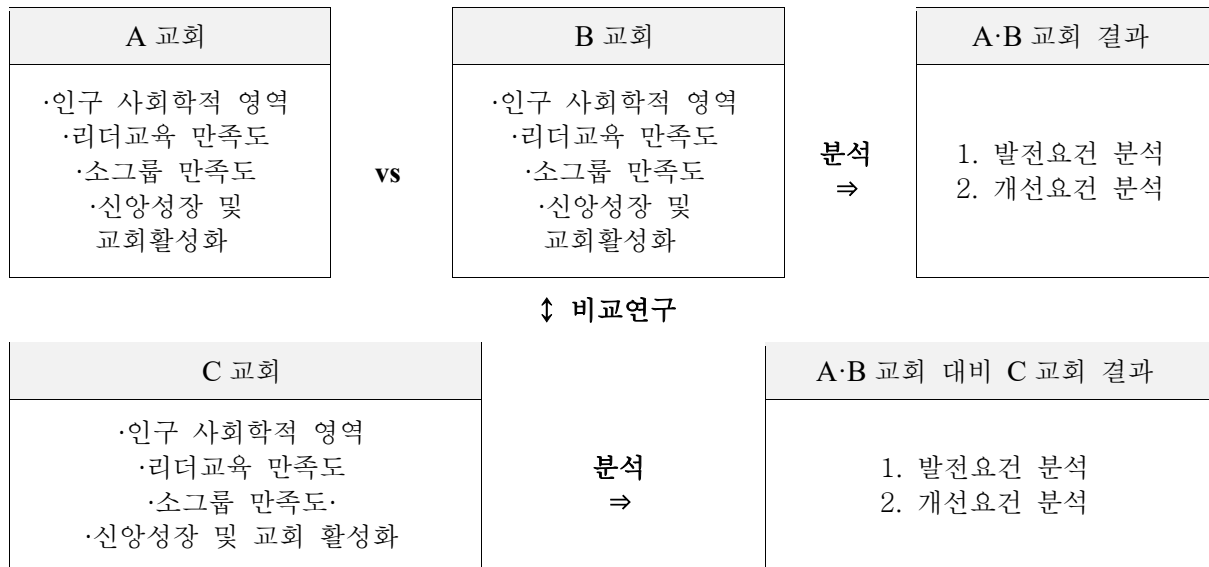 A 교회
·인구 사회학적 영역
·리더교육 만족도
·소그룹 만족도
·신앙성장 및
교회활성화
vs
B 교회
·인구 사회학적 영역
·리더교육 만족도
·소그룹 만족도
·신앙성장 및
교회활성화
분석
⇒
A·B 교회 결과
1. 발전요건 분석
2. 개선요건 분석
↕ 비교연구
C 교회
·인구 사회학적 영역
·리더교육 만족도
·소그룹 만족도·
·신앙성장 및 교회 활성화
분석
⇒
A·B 교회 대비 C 교회 결과
1. 발전요건 분석
2. 개선요건 분석